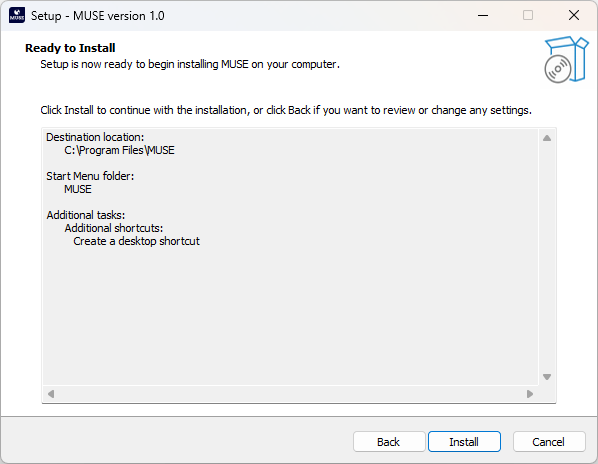 MUSE
Setup - MUSE version 1.0
Ready to Install
Setup is now ready to begin installing MUSE on your computer.
Click Install to continue with the installation, or click Back if you want to review or change any settings.
Destination location:
C:\Program Files\MUSE
Start Menu folder:
MUSE
Additional tasks:
Additional shortcuts:
Create a desktop shortcut
Back
Install
Cancel